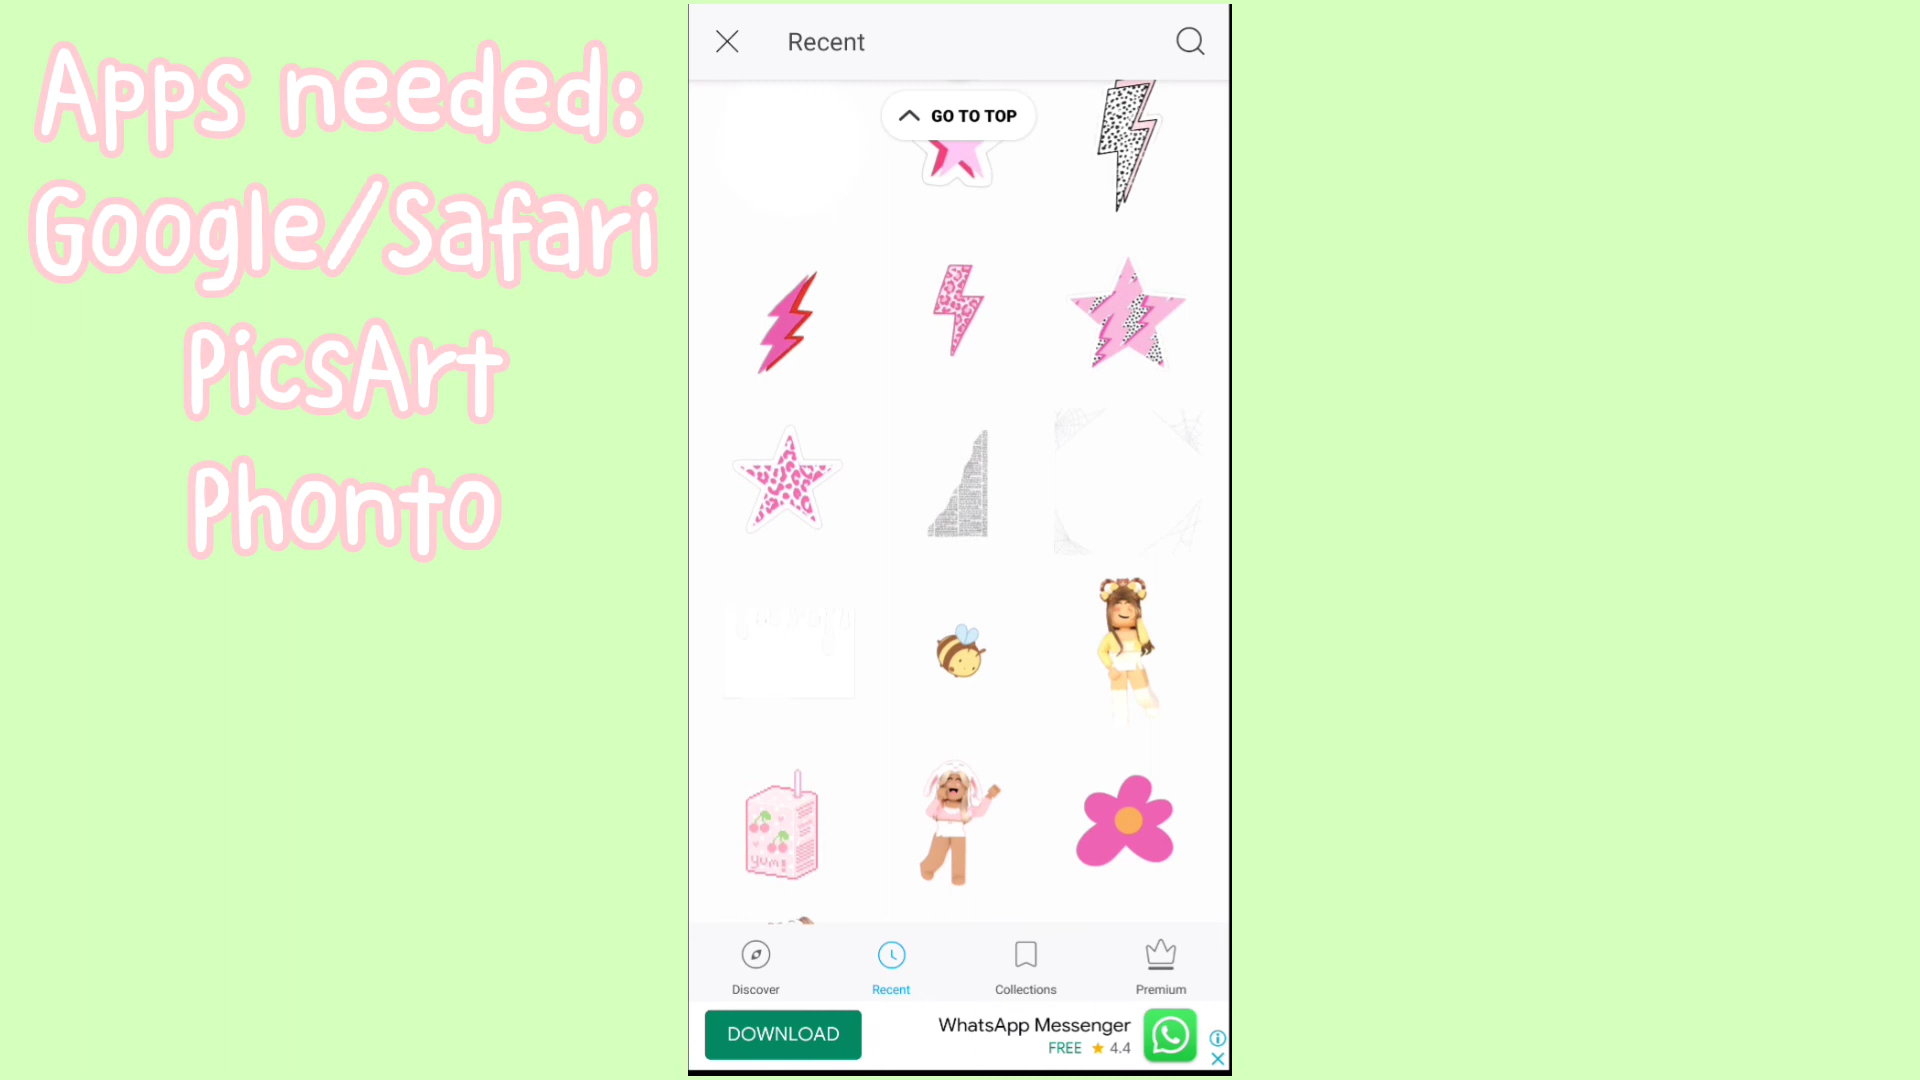 Apps needed:
Google/Safari
PicsArt
Phonto
Recent
GO TO TOP
yum!
Discover
Recent
Collections
Premium
DOWNLOAD
WhatsApp Messenger
FREE ★ 4.4